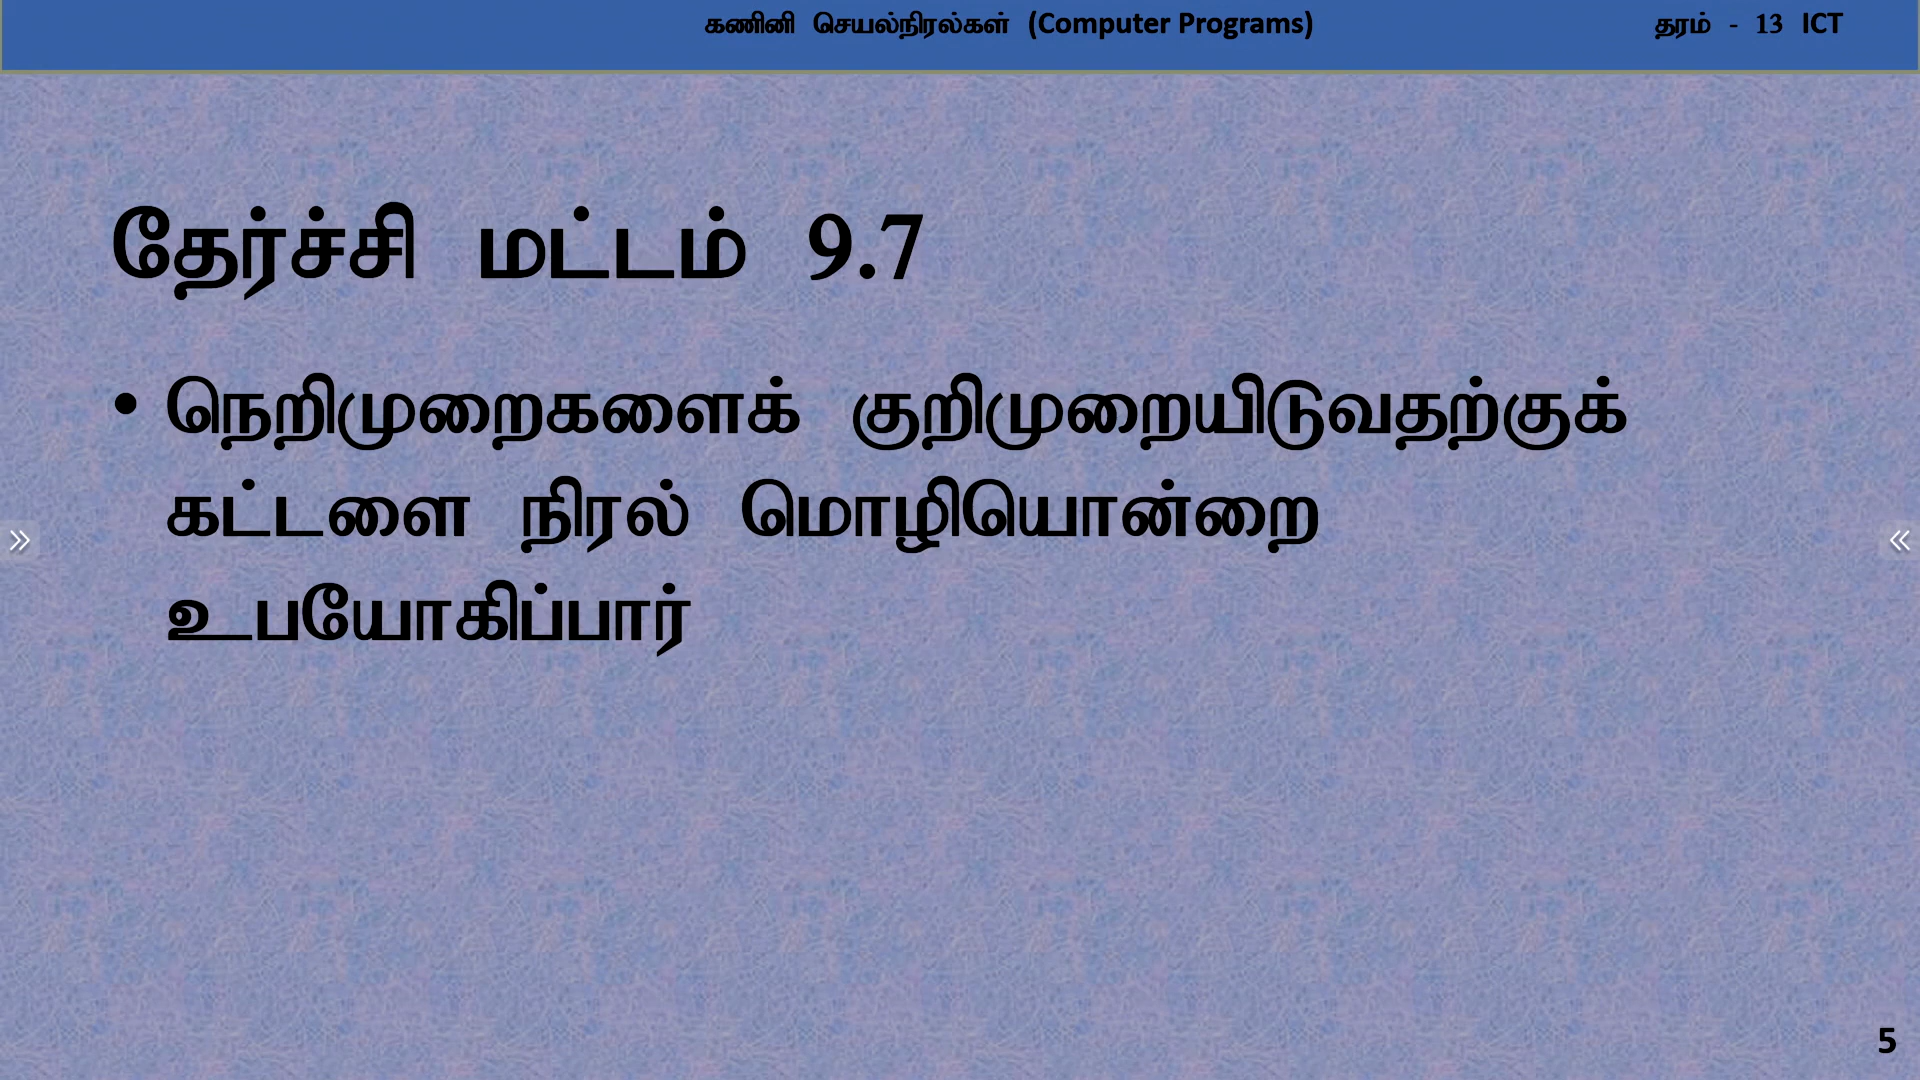 கணினி செயல்நிரல்கள் (Computer Programs) தரம் - 13 ICT
தேர்ச்சி மட்டம் 9.7
• நெறிமுறைகளைக் குறிமுறையிடுவதற்குக்
கட்டளை நிரல் மொழியொன்றை
உபயோகிப்பார்
5